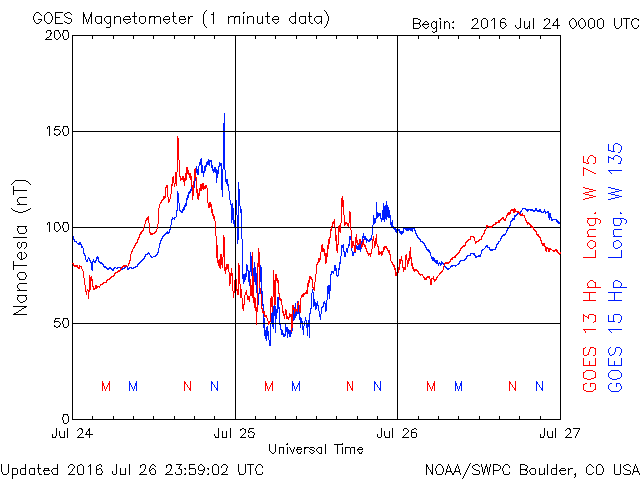 GOES Magnetometer (1 minute data)
Begin: 2016 Jul 24 0000 UTC
200
150
100
50
0
NanoTesla (nT)
M M N N M M N N M M N N
Jul 24 Jul 25 Jul 26 Jul 27
Universal Time
GOES 13 Hp Long. W 75
GOES 15 Hp Long. W 135
Updated 2016 Jul 26 23:59:02 UTC
NOAA/SWPC Boulder, CO USA